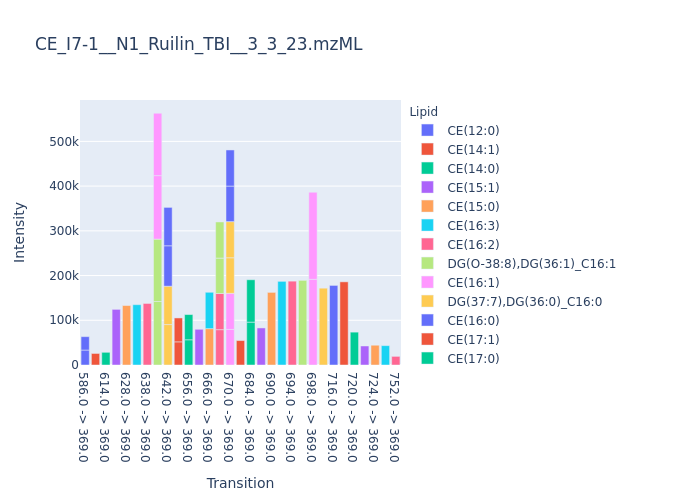 CE_I7-1__N1_Ruilin_TBI__3_3_23.mzML
Intensity
500k
400k
300k
200k
100k
0
586.0 -> 369.0
614.0 -> 369.0
628.0 -> 369.0
638.0 -> 369.0
642.0 -> 369.0
656.0 -> 369.0
666.0 -> 369.0
670.0 -> 369.0
684.0 -> 369.0
690.0 -> 369.0
694.0 -> 369.0
698.0 -> 369.0
716.0 -> 369.0
720.0 -> 369.0
724.0 -> 369.0
752.0 -> 369.0
Transition
Lipid
CE(12:0)
CE(14:1)
CE(14:0)
CE(15:1)
CE(15:0)
CE(16:3)
CE(16:2)
DG(O-38:8),DG(36:1)_C16:1
CE(16:1)
DG(37:7),DG(36:0)_C16:0
CE(16:0)
CE(17:1)
CE(17:0)